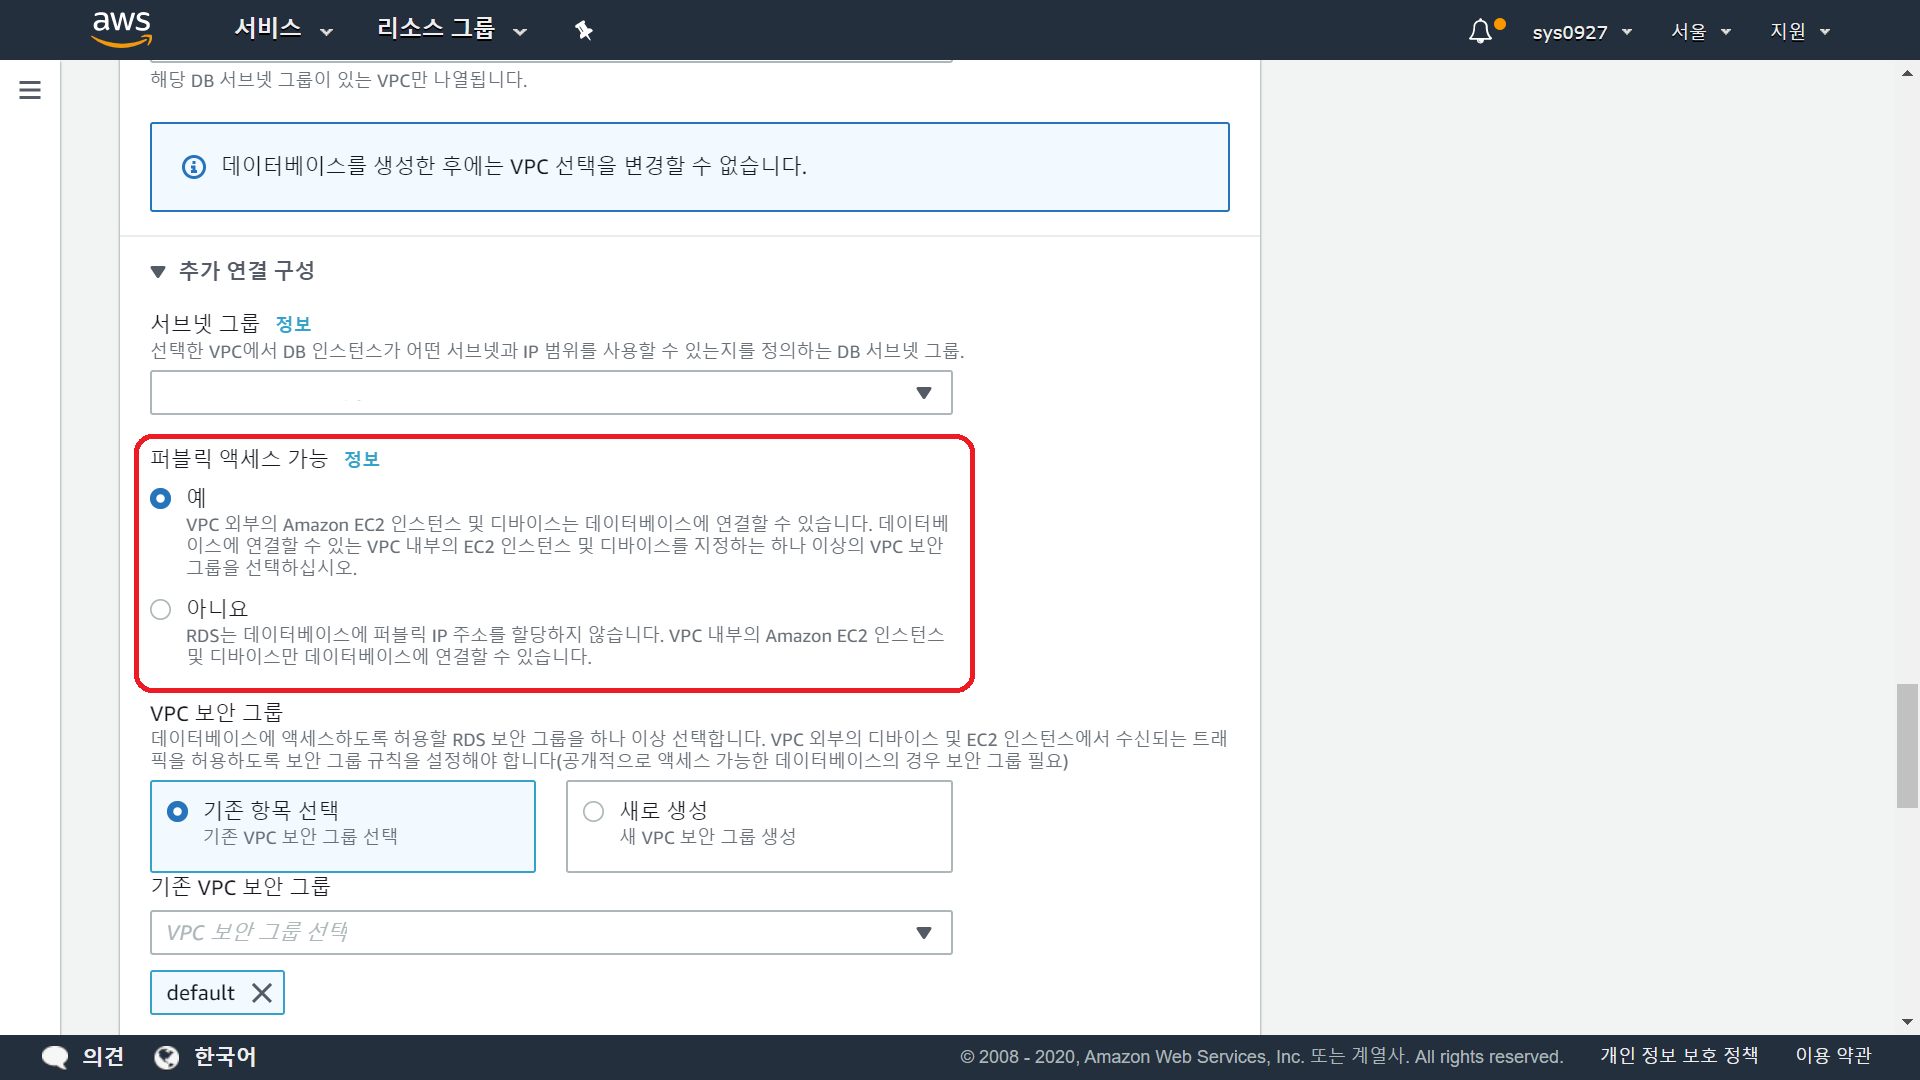 aws 서비스 리소스 그룹 sys0927 서울 지원
해당 DB 서브넷 그룹이 있는 VPC만 나열됩니다.
데이터베이스를 생성한 후에는 VPC 선택을 변경할 수 없습니다.
추가 연결 구성
서브넷 그룹 정보
선택한 VPC에서 DB 인스턴스가 어떤 서브넷과 IP 범위를 사용할 수 있는지를 정의하는 DB 서브넷 그룹.
퍼블릭 액세스 가능 정보
예
VPC 외부의 Amazon EC2 인스턴스 및 디바이스는 데이터베이스에 연결할 수 있습니다. 데이터베
이스에 연결할 수 있는 VPC 내부의 EC2 인스턴스 및 디바이스를 지정하는 하나 이상의 VPC 보안
그룹을 선택하십시오.
아니요
RDS는 데이터베이스에 퍼블릭 IP 주소를 할당하지 않습니다. VPC 내부의 Amazon EC2 인스턴스
및 디바이스만 데이터베이스에 연결할 수 있습니다.
VPC 보안 그룹
데이터베이스에 액세스하도록 허용할 RDS 보안 그룹을 하나 이상 선택합니다. VPC 외부의 디바이스 및 EC2 인스턴스에서 수신되는 트래
픽을 허용하도록 보안 그룹 규칙을 설정해야 합니다(공개적으로 액세스 가능한 데이터베이스의 경우 보안 그룹 필요)
기존 항목 선택
기존 VPC 보안 그룹 선택
새로 생성
새 VPC 보안 그룹 생성
기존 VPC 보안 그룹
VPC 보안 그룹 선택
default
의견 한국어 © 2008 - 2020, Amazon Web Services, Inc. 또는 계열사. All rights reserved. 개인 정보 보호 정책 이용 약관